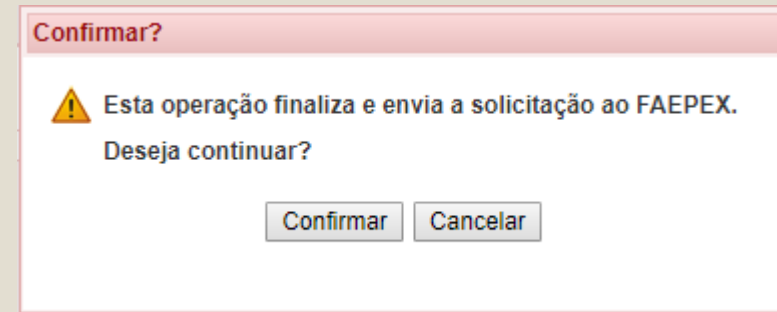 Confirmar?
Esta operação finaliza e envia a solicitação ao FAEPEX.
Deseja continuar?
Confirmar Cancelar